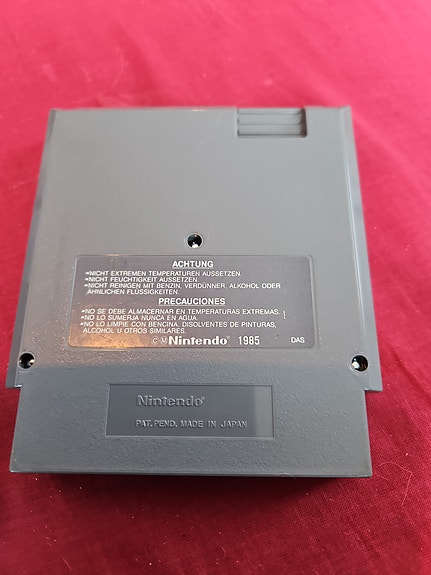 ACHTUNG
•NICHT EXTREMEN TEMPERATUREN AUSSETZEN.
•NICHT FEUCHTIGKEIT AUSSETZEN.
•NICHT REINIGEN MIT BENZIN, VERDÜNNER, ALKOHOL ODER
ÄHNLICHEN FLÜSSIGKEITEN.
PRECAUCIONES
•NO SE DEBE ALMACERNAR EN TEMPERATURAS EXTREMAS.
•NO LO SUMERJA NUNCA EN AGUA.
•NO LO LIMPIE CON BENCINA, DISOLVENTES DE PINTURAS,
ALCOHOL U OTROS SIMILARES.
© M Nintendo® 1985 DAS
Nintendo®
PAT. PEND. MADE IN JAPAN